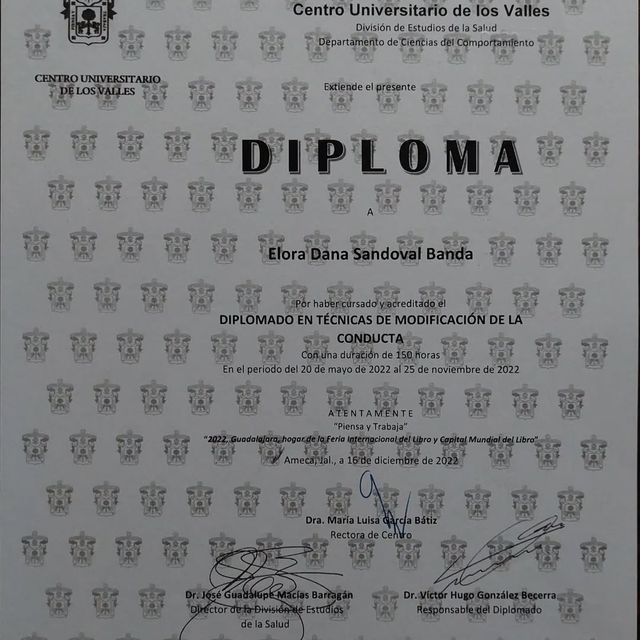 Centro Universitario de los Valles
División de Estudios de la Salud
Departamento de Ciencias del Comportamiento
CENTRO UNIVERSITARIO
DE LOS VALLES
Extiende el presente
DIPLOMA
A
Elora Dana Sandoval Banda
Por haber cursado y acreditado el
DIPLOMADO EN TÉCNICAS DE MODIFICACIÓN DE LA
CONDUCTA
Con una duración de 150 horas
En el periodo del 20 de mayo de 2022 al 25 de noviembre de 2022
ATENTAMENTE
"Piensa y Trabaja"
"2022, Guadalajara, hogar de la Feria Internacional del Libro y Capital Mundial del Libro"
Ameca, Jal., a 16 de diciembre de 2022
Dra. María Luisa García Bátiz
Rectora de Centro
Dr. José Guadalupe Macías Barragán
Director de la División de Estudios
de la Salud
Dr. Víctor Hugo González Becerra
Responsable del Diplomado